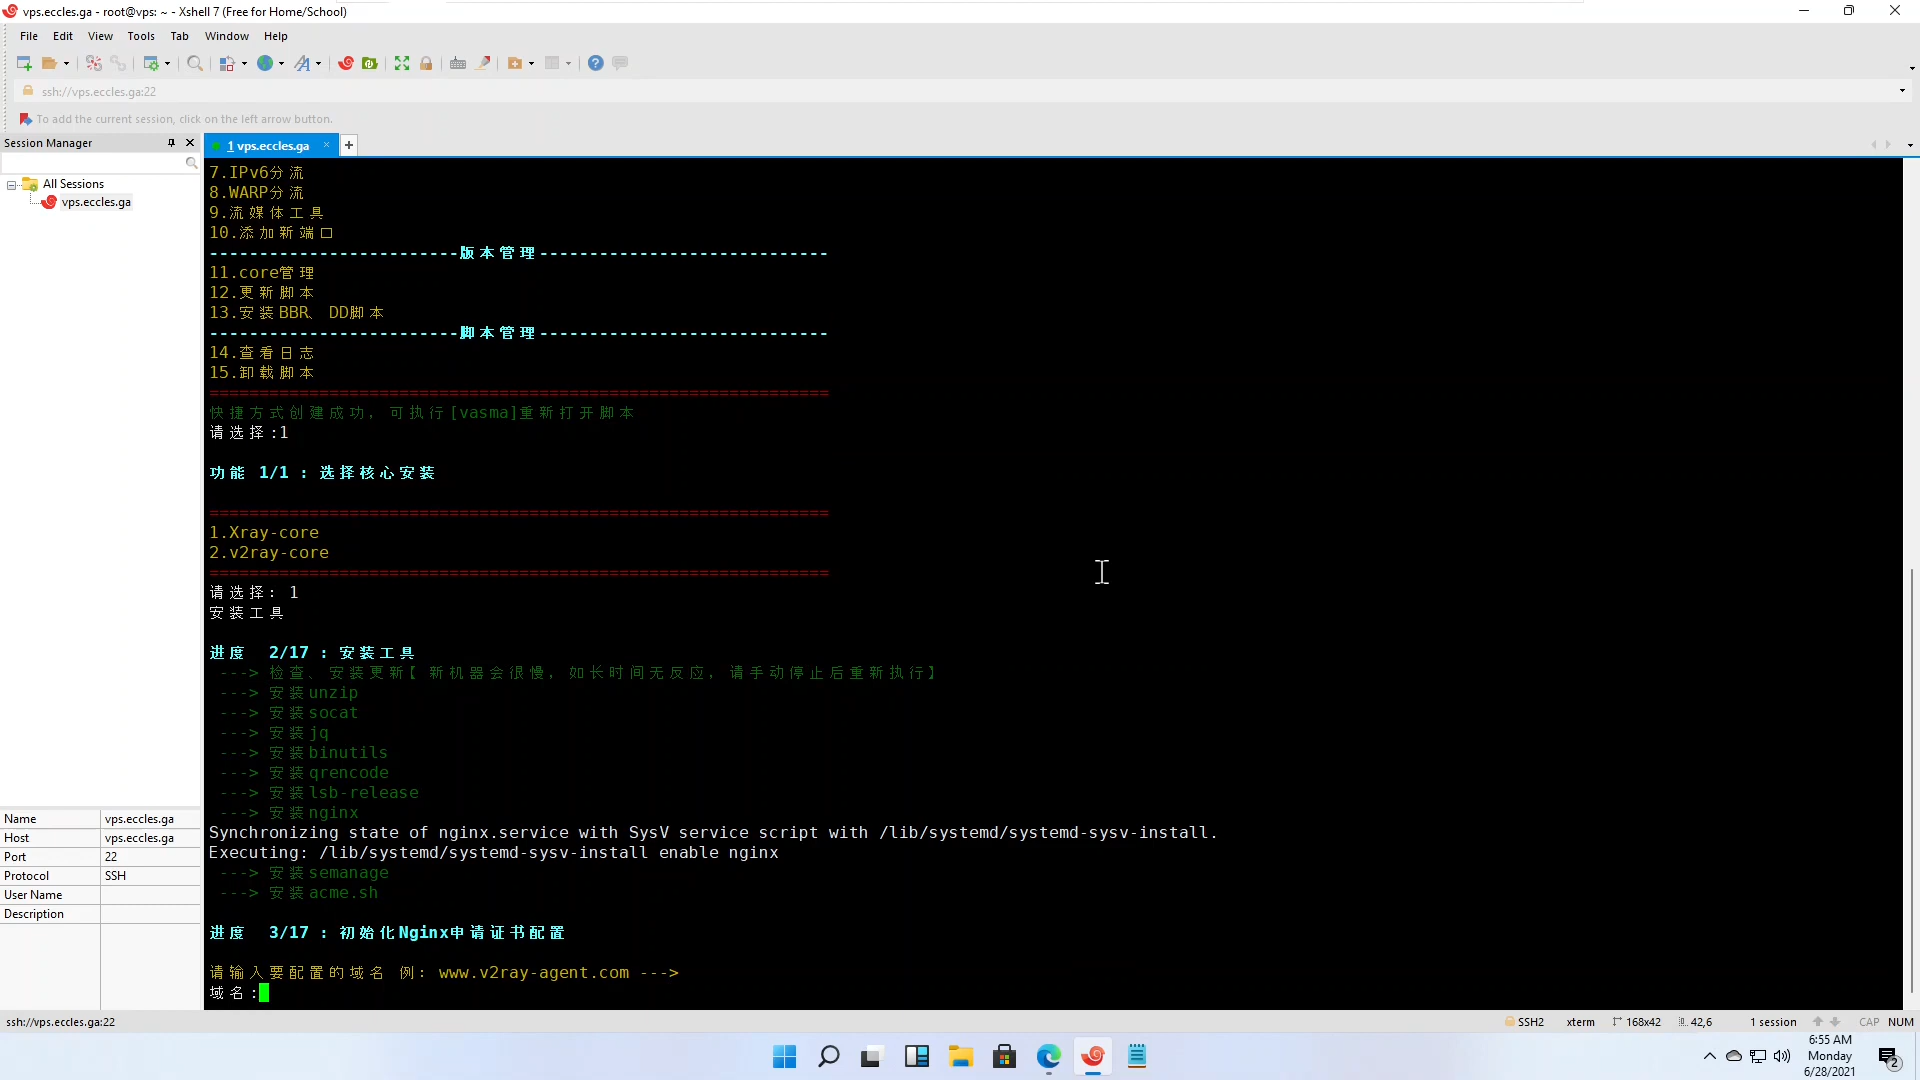 vps.eccles.ga - root@vps: ~ - Xshell 7 (Free for Home/School)
File Edit View Tools Tab Window Help
ssh://vps.eccles.ga:22
To add the current session, click on the left arrow button.
Session Manager
1 vps.eccles.ga
All Sessions
vps.eccles.ga
7.IPv6分流
8.WARP分流
9.流媒体工具
10.添加新端口
-------------------------版本管理-----------------------------
11.core管理
12.更新脚本
13.安装BBR、DD脚本
-------------------------脚本管理-----------------------------
14.查看日志
15.卸载脚本
==============================================================
快捷方式创建成功，可执行[vasma]重新打开脚本
请选择:1
功能 1/1 : 选择核心安装
==============================================================
1.Xray-core
2.v2ray-core
==============================================================
请选择: 1
安装工具
进度  2/17 : 安装工具
---> 检查、安装更新【新机器会很慢，如长时间无反应，请手动停止后重新执行】
---> 安装unzip
---> 安装socat
---> 安装jq
---> 安装binutils
---> 安装qrencode
---> 安装lsb-release
---> 安装nginx
Synchronizing state of nginx.service with SysV service script with /lib/systemd/systemd-sysv-install.
Executing: /lib/systemd/systemd-sysv-install enable nginx
---> 安装semanage
---> 安装acme.sh
进度  3/17 : 初始化Nginx申请证书配置
请输入要配置的域名 例: www.v2ray-agent.com --->
域名:
Name vps.eccles.ga
Host vps.eccles.ga
Port 22
Protocol SSH
User Name
Description
ssh://vps.eccles.ga:22
SSH2 xterm 168x42 42,6 1 session CAP NUM
6:55 AM
Monday
6/28/2021
2